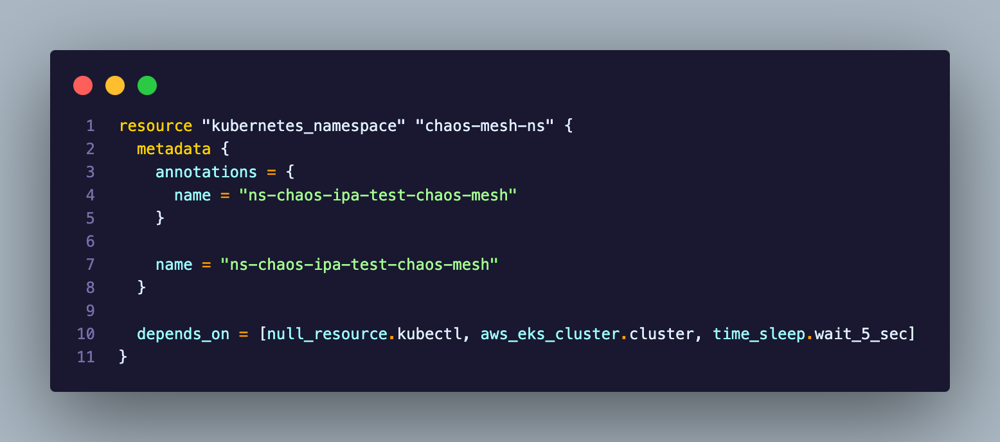 1 resource "kubernetes_namespace" "chaos-mesh-ns" {
2   metadata {
3     annotations = {
4       name = "ns-chaos-ipa-test-chaos-mesh"
5     }
6
7     name = "ns-chaos-ipa-test-chaos-mesh"
8   }
9
10   depends_on = [null_resource.kubectl, aws_eks_cluster.cluster, time_sleep.wait_5_sec]
11 }